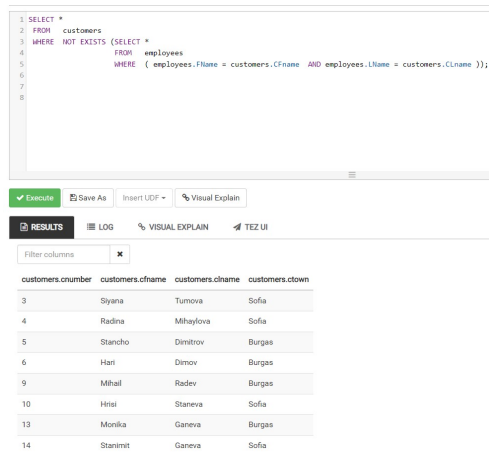 1 SELECT *
2 FROM customers
3 WHERE NOT EXISTS (SELECT *
4 FROM employees
5 WHERE ( employees.FName = customers.CFname AND employees.LName = customers.CLname ));
6
7
8
Execute Save As Insert UDF Visual Explain
RESULTS LOG VISUAL EXPLAIN TEZ UI
Filter columns
customers.cnumber customers.cfname customers.clname customers.ctown
3 Siyana Tumova Sofia
4 Radina Mihaylova Sofia
5 Stancho Dimitrov Burgas
6 Hari Dimov Burgas
9 Mihail Radev Burgas
10 Hrisi Staneva Sofia
13 Monika Ganeva Burgas
14 Stanimit Ganeva Sofia